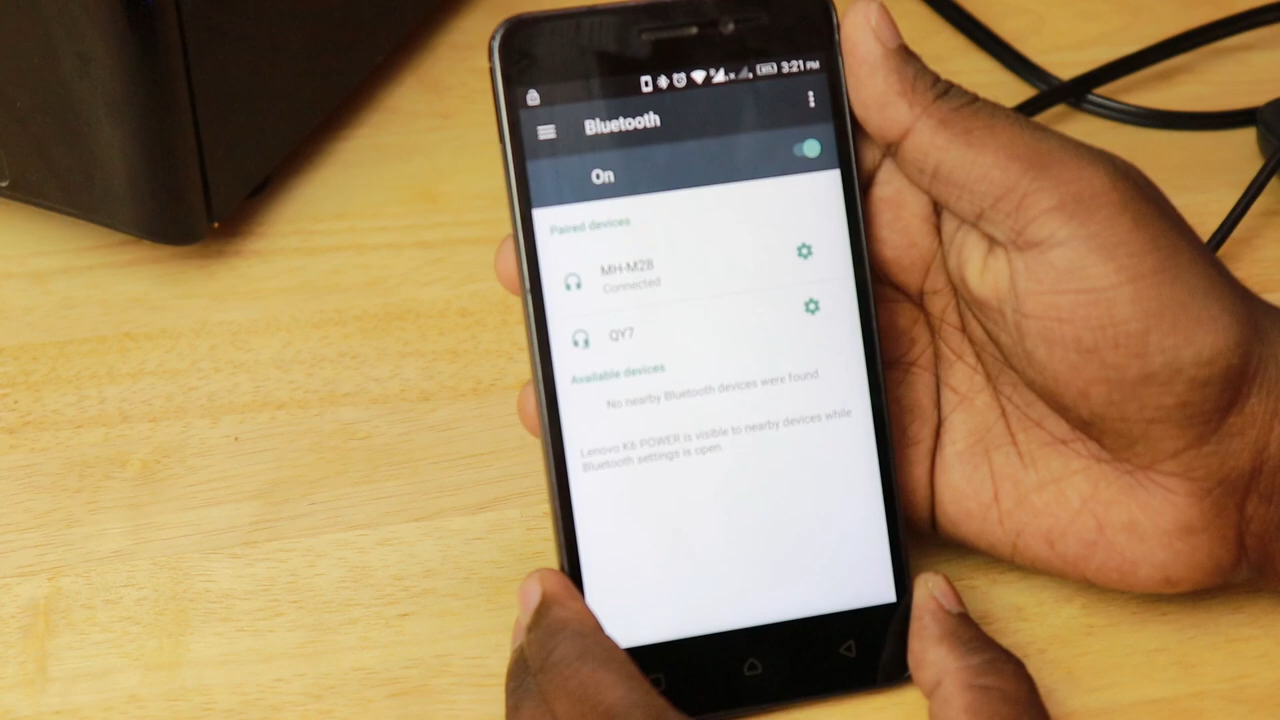 3:21 PM
Bluetooth
On
Paired devices
MH-M28
Connected
QY7
Available devices
No nearby Bluetooth devices were found.
Lenovo K6 POWER is visible to nearby devices while
Bluetooth settings is open.